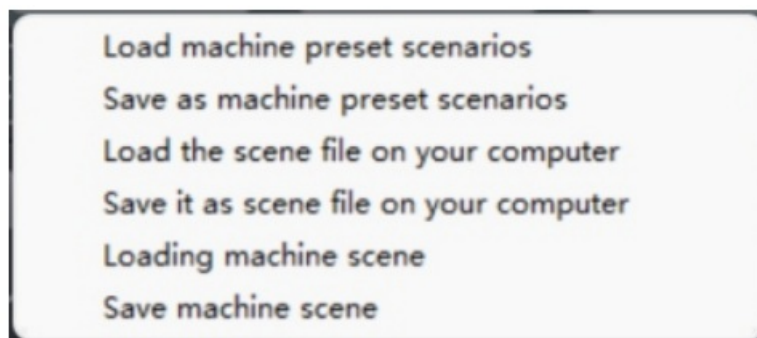 Load machine preset scenarios
Save as machine preset scenarios
Load the scene file on your computer
Save it as scene file on your computer
Loading machine scene
Save machine scene